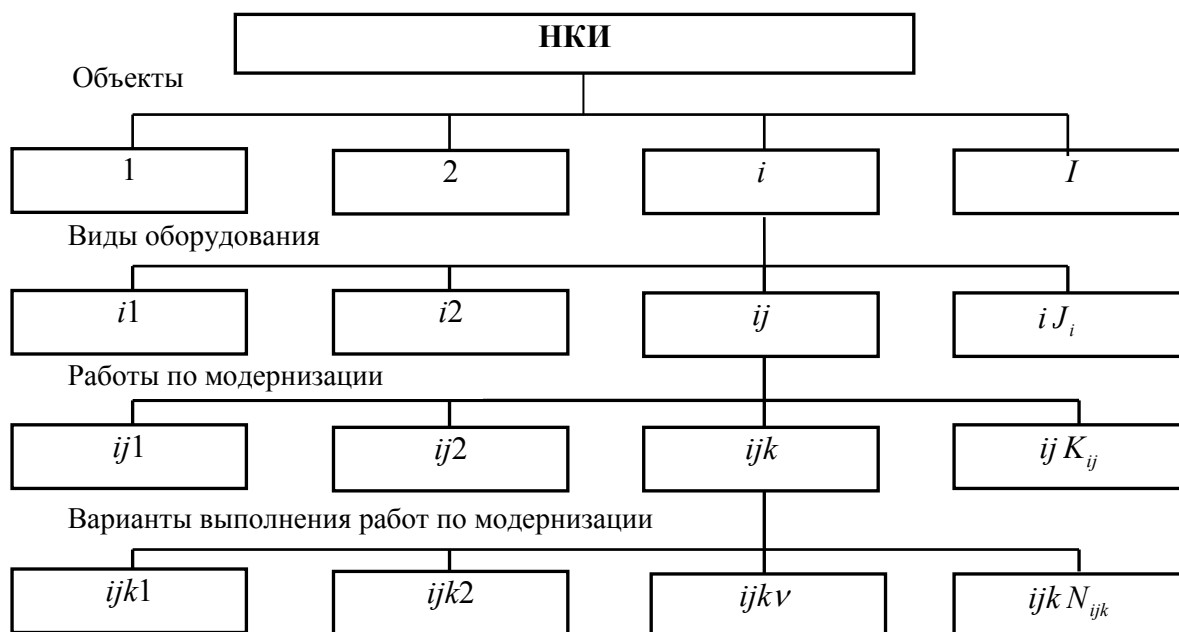 НКИ
Объекты
1 2 i I
Виды оборудования
i1 i2 ij i J_i
Работы по модернизации
ij1 ij2 ijk ij K_ij
Варианты выполнения работ по модернизации
ijk1 ijk2 ijkν ijk N_ijk